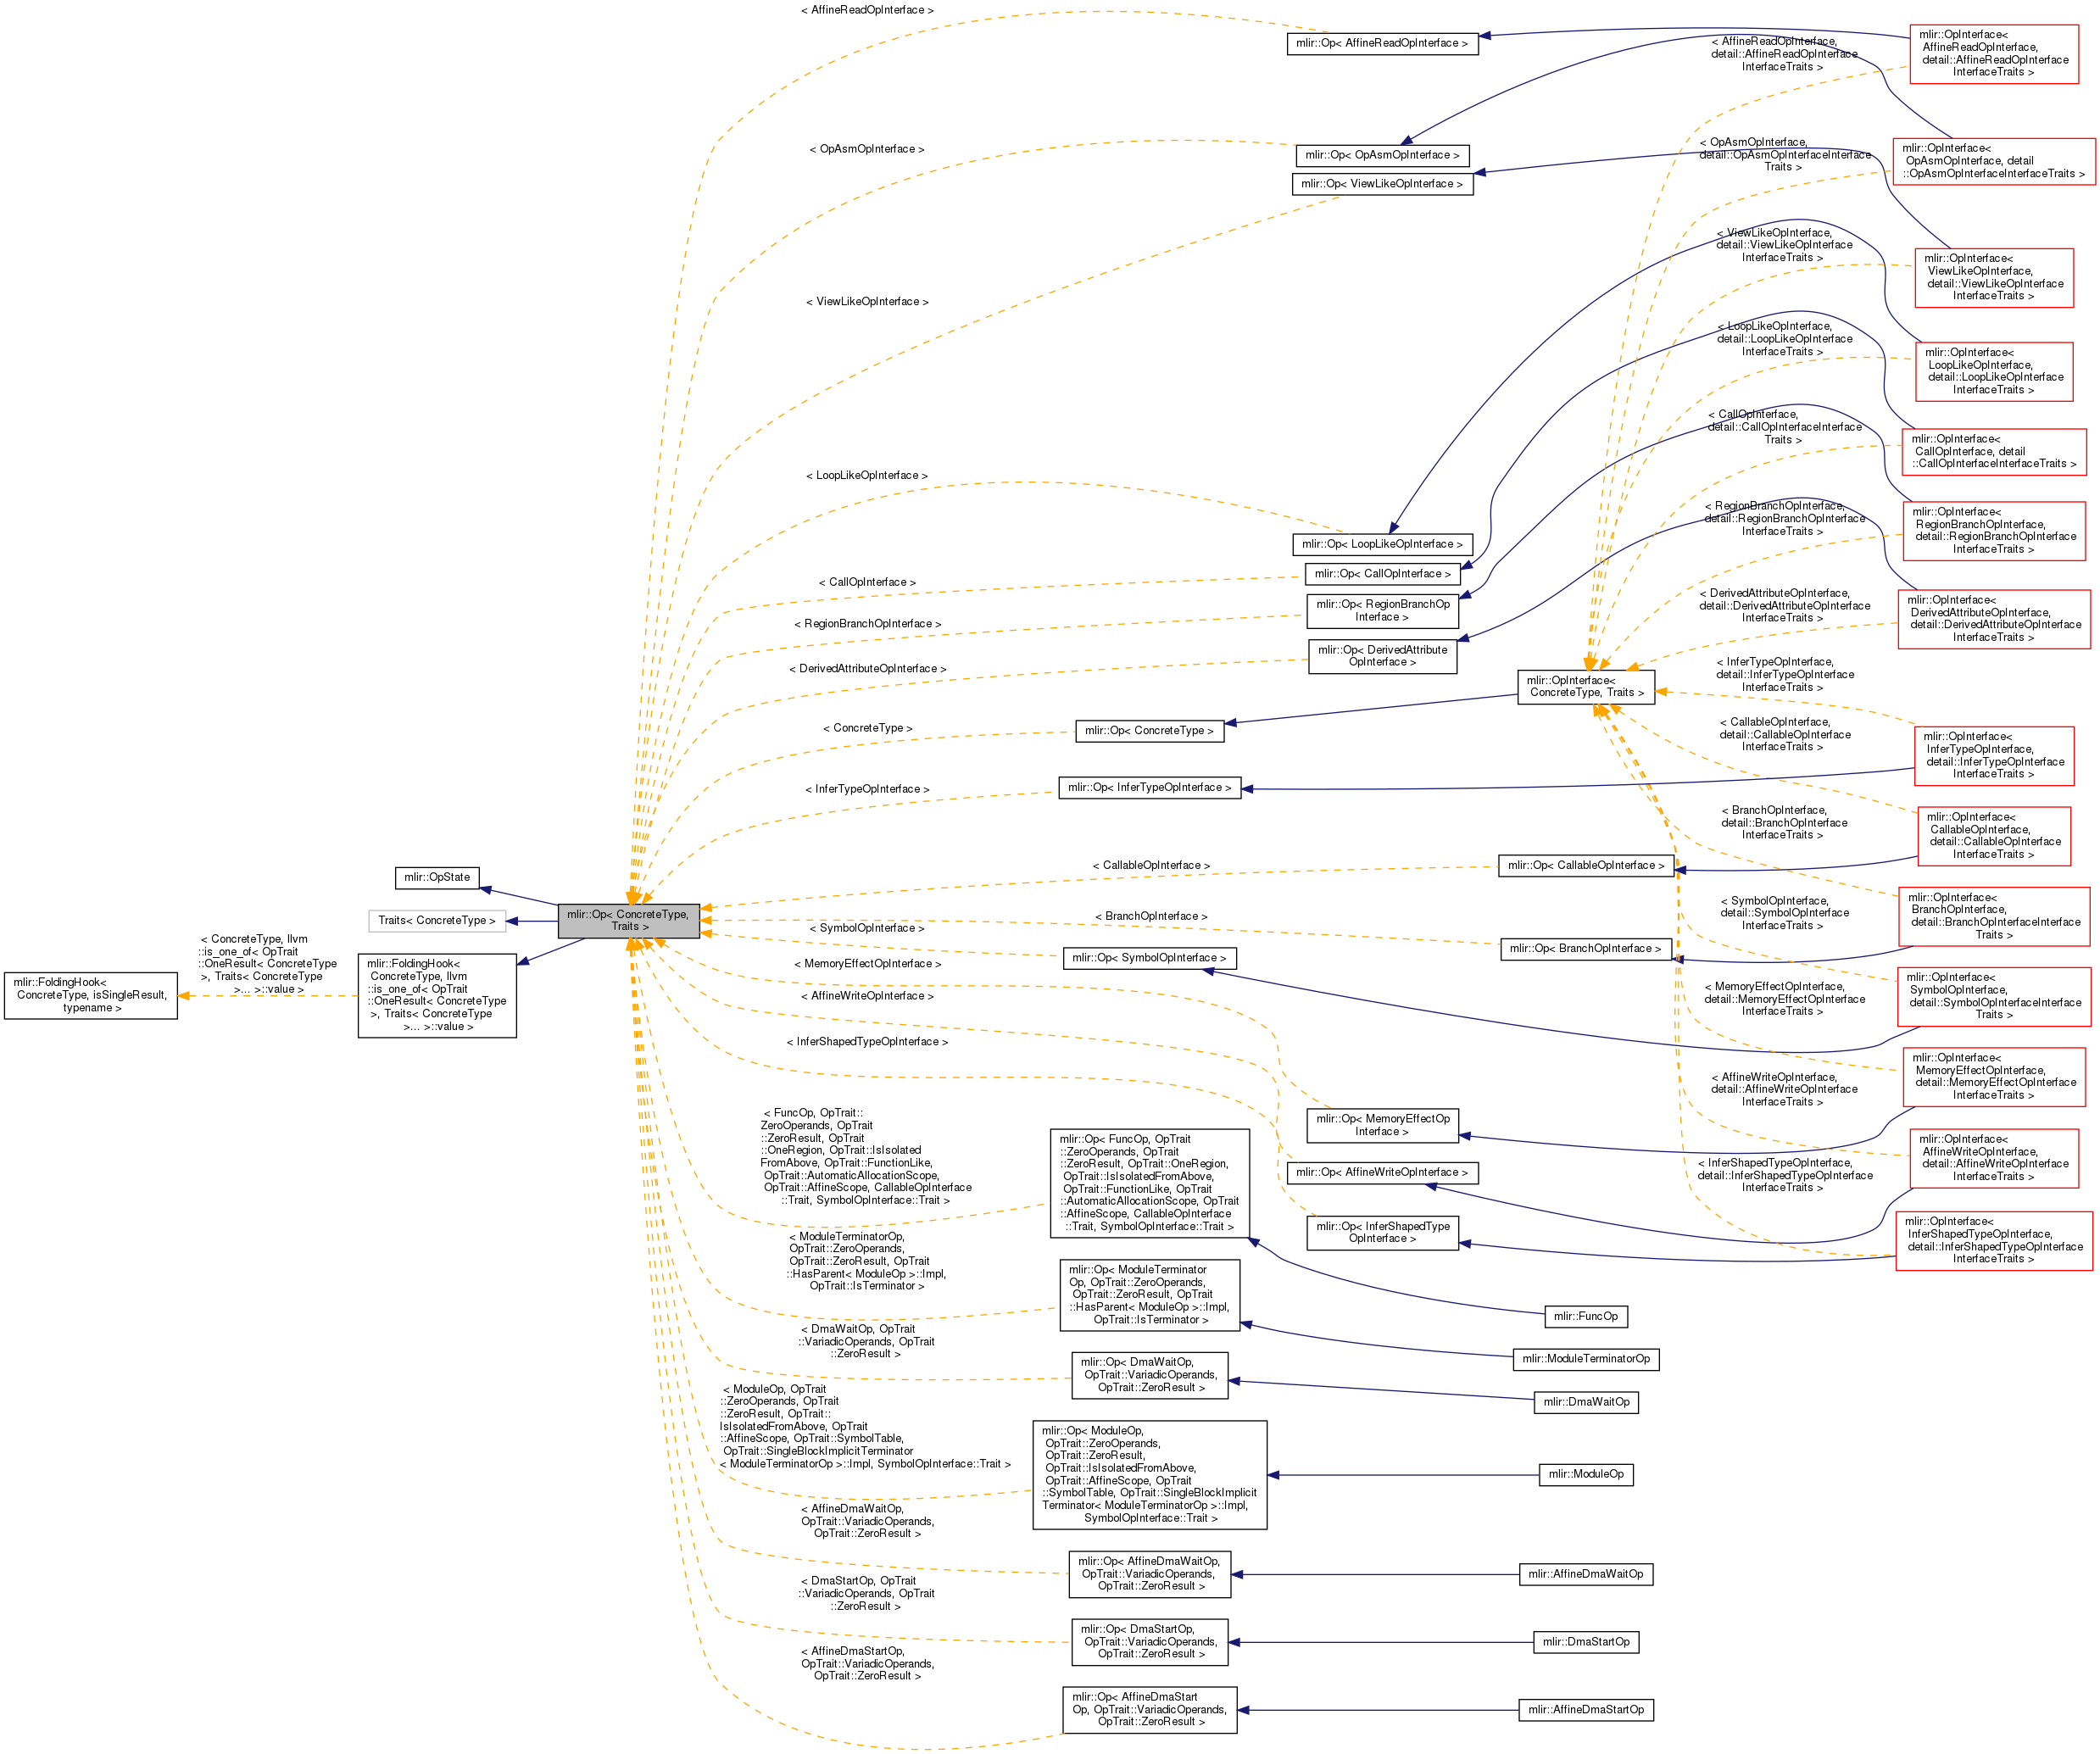 mlir::FoldingHook<
ConcreteType, isSingleResult,
typename >
< ConcreteType, llvm
::is_one_of< OpTrait
::OneResult< ConcreteType
>, Traits< ConcreteType
>... >::value >
mlir::OpState
Traits< ConcreteType >
mlir::FoldingHook<
ConcreteType, llvm
::is_one_of< OpTrait
::OneResult< ConcreteType
>, Traits< ConcreteType
>... >::value >
mlir::Op< ConcreteType,
Traits >
< AffineReadOpInterface >
< OpAsmOpInterface >
< ViewLikeOpInterface >
< LoopLikeOpInterface >
< CallOpInterface >
< RegionBranchOpInterface >
< DerivedAttributeOpInterface >
< ConcreteType >
< InferTypeOpInterface >
< CallableOpInterface >
< BranchOpInterface >
< SymbolOpInterface >
< MemoryEffectOpInterface >
< AffineWriteOpInterface >
< InferShapedTypeOpInterface >
< FuncOp, OpTrait::
ZeroOperands, OpTrait
::ZeroResult, OpTrait
::OneRegion, OpTrait::IsIsolated
FromAbove, OpTrait::FunctionLike,
OpTrait::AutomaticAllocationScope,
OpTrait::AffineScope, CallableOpInterface
::Trait, SymbolOpInterface::Trait >
< ModuleTerminatorOp,
OpTrait::ZeroOperands,
OpTrait::ZeroResult, OpTrait
::HasParent< ModuleOp >::Impl,
OpTrait::IsTerminator >
< DmaWaitOp, OpTrait
::VariadicOperands, OpTrait
::ZeroResult >
< ModuleOp, OpTrait
::ZeroOperands, OpTrait
::ZeroResult, OpTrait::
IsIsolatedFromAbove, OpTrait
::AffineScope, OpTrait::SymbolTable,
OpTrait::SingleBlockImplicitTerminator
< ModuleTerminatorOp >::Impl, SymbolOpInterface::Trait >
< AffineDmaWaitOp,
OpTrait::VariadicOperands,
OpTrait::ZeroResult >
< DmaStartOp, OpTrait
::VariadicOperands, OpTrait
::ZeroResult >
< AffineDmaStartOp,
OpTrait::VariadicOperands,
OpTrait::ZeroResult >
mlir::Op< AffineReadOpInterface >
mlir::Op< OpAsmOpInterface >
mlir::Op< ViewLikeOpInterface >
mlir::Op< LoopLikeOpInterface >
mlir::Op< CallOpInterface >
mlir::Op< RegionBranchOp
Interface >
mlir::Op< DerivedAttribute
OpInterface >
mlir::Op< ConcreteType >
mlir::Op< InferTypeOpInterface >
mlir::Op< CallableOpInterface >
mlir::Op< BranchOpInterface >
mlir::Op< SymbolOpInterface >
mlir::Op< MemoryEffectOp
Interface >
mlir::Op< AffineWriteOpInterface >
mlir::Op< InferShapedType
OpInterface >
mlir::Op< FuncOp, OpTrait
::ZeroOperands, OpTrait
::ZeroResult, OpTrait::OneRegion,
OpTrait::IsIsolatedFromAbove,
OpTrait::FunctionLike, OpTrait
::AutomaticAllocationScope, OpTrait
::AffineScope, CallableOpInterface
::Trait, SymbolOpInterface::Trait >
mlir::Op< ModuleTerminator
Op, OpTrait::ZeroOperands,
OpTrait::ZeroResult, OpTrait
::HasParent< ModuleOp >::Impl,
OpTrait::IsTerminator >
mlir::Op< DmaWaitOp,
OpTrait::VariadicOperands,
OpTrait::ZeroResult >
mlir::Op< ModuleOp,
OpTrait::ZeroOperands,
OpTrait::ZeroResult,
OpTrait::IsIsolatedFromAbove,
OpTrait::AffineScope, OpTrait
::SymbolTable, OpTrait::SingleBlockImplicit
Terminator< ModuleTerminatorOp >::Impl,
SymbolOpInterface::Trait >
mlir::Op< AffineDmaWaitOp,
OpTrait::VariadicOperands,
OpTrait::ZeroResult >
mlir::Op< DmaStartOp,
OpTrait::VariadicOperands,
OpTrait::ZeroResult >
mlir::Op< AffineDmaStart
Op, OpTrait::VariadicOperands,
OpTrait::ZeroResult >
mlir::OpInterface<
ConcreteType, Traits >
mlir::FuncOp
mlir::ModuleTerminatorOp
mlir::DmaWaitOp
mlir::ModuleOp
mlir::AffineDmaWaitOp
mlir::DmaStartOp
mlir::AffineDmaStartOp
< AffineReadOpInterface,
detail::AffineReadOpInterface
InterfaceTraits >
< OpAsmOpInterface,
detail::OpAsmOpInterfaceInterface
Traits >
< ViewLikeOpInterface,
detail::ViewLikeOpInterface
InterfaceTraits >
< LoopLikeOpInterface,
detail::LoopLikeOpInterface
InterfaceTraits >
< CallOpInterface,
detail::CallOpInterfaceInterface
Traits >
< RegionBranchOpInterface,
detail::RegionBranchOpInterface
InterfaceTraits >
< DerivedAttributeOpInterface,
detail::DerivedAttributeOpInterface
InterfaceTraits >
< InferTypeOpInterface,
detail::InferTypeOpInterface
InterfaceTraits >
< CallableOpInterface,
detail::CallableOpInterface
InterfaceTraits >
< BranchOpInterface,
detail::BranchOpInterface
InterfaceTraits >
< SymbolOpInterface,
detail::SymbolOpInterface
InterfaceTraits >
< MemoryEffectOpInterface,
detail::MemoryEffectOpInterface
InterfaceTraits >
< AffineWriteOpInterface,
detail::AffineWriteOpInterface
InterfaceTraits >
< InferShapedTypeOpInterface,
detail::InferShapedTypeOpInterface
InterfaceTraits >
mlir::OpInterface<
AffineReadOpInterface,
detail::AffineReadOpInterface
InterfaceTraits >
mlir::OpInterface<
OpAsmOpInterface, detail
::OpAsmOpInterfaceInterfaceTraits >
mlir::OpInterface<
ViewLikeOpInterface,
detail::ViewLikeOpInterface
InterfaceTraits >
mlir::OpInterface<
LoopLikeOpInterface,
detail::LoopLikeOpInterface
InterfaceTraits >
mlir::OpInterface<
CallOpInterface, detail
::CallOpInterfaceInterfaceTraits >
mlir::OpInterface<
RegionBranchOpInterface,
detail::RegionBranchOpInterface
InterfaceTraits >
mlir::OpInterface<
DerivedAttributeOpInterface,
detail::DerivedAttributeOpInterface
InterfaceTraits >
mlir::OpInterface<
InferTypeOpInterface,
detail::InferTypeOpInterface
InterfaceTraits >
mlir::OpInterface<
CallableOpInterface,
detail::CallableOpInterface
InterfaceTraits >
mlir::OpInterface<
BranchOpInterface,
detail::BranchOpInterfaceInterface
Traits >
mlir::OpInterface<
SymbolOpInterface,
detail::SymbolOpInterfaceInterface
Traits >
mlir::OpInterface<
MemoryEffectOpInterface,
detail::MemoryEffectOpInterface
InterfaceTraits >
mlir::OpInterface<
AffineWriteOpInterface,
detail::AffineWriteOpInterface
InterfaceTraits >
mlir::OpInterface<
InferShapedTypeOpInterface,
detail::InferShapedTypeOpInterface
InterfaceTraits >